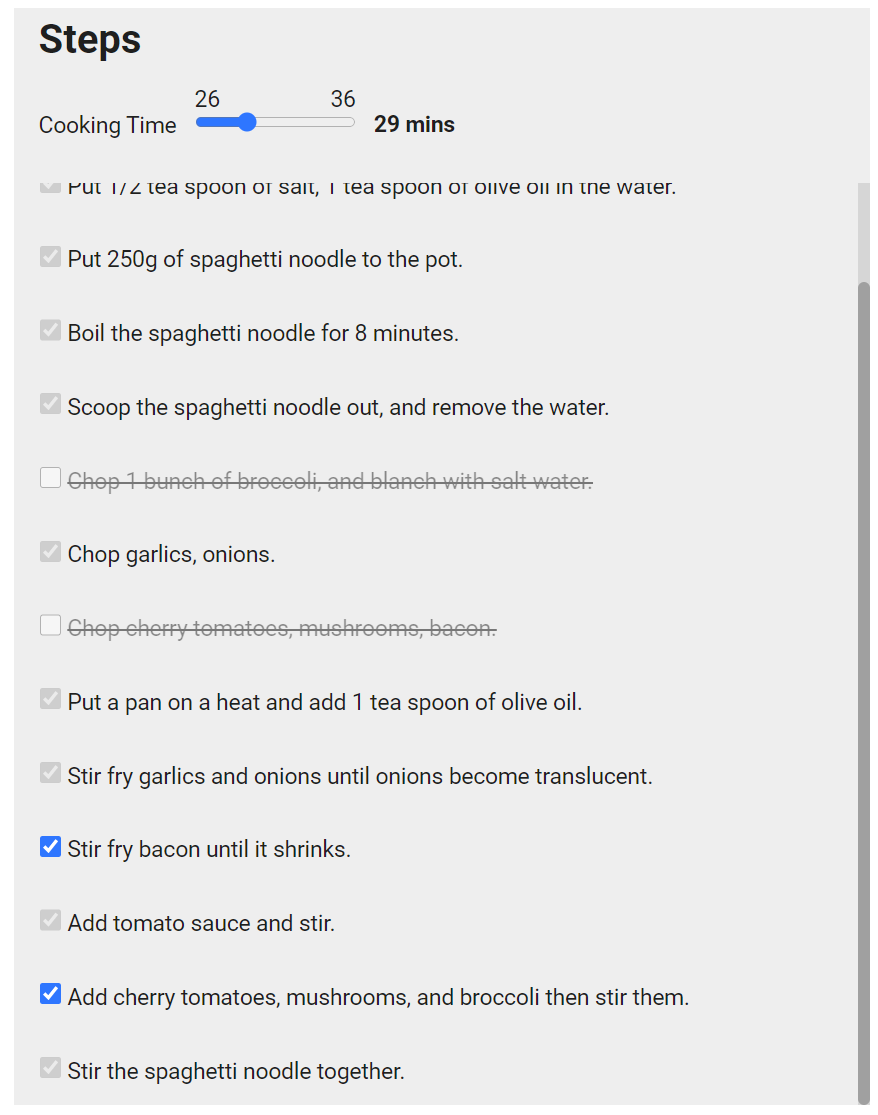 Steps
26 36
Cooking Time 29 mins
Put 1/2 tea spoon of salt, 1 tea spoon of olive oil in the water.
Put 250g of spaghetti noodle to the pot.
Boil the spaghetti noodle for 8 minutes.
Scoop the spaghetti noodle out, and remove the water.
Chop 1 bunch of broccoli, and blanch with salt water.
Chop garlics, onions.
Chop cherry tomatoes, mushrooms, bacon.
Put a pan on a heat and add 1 tea spoon of olive oil.
Stir fry garlics and onions until onions become translucent.
Stir fry bacon until it shrinks.
Add tomato sauce and stir.
Add cherry tomatoes, mushrooms, and broccoli then stir them.
Stir the spaghetti noodle together.